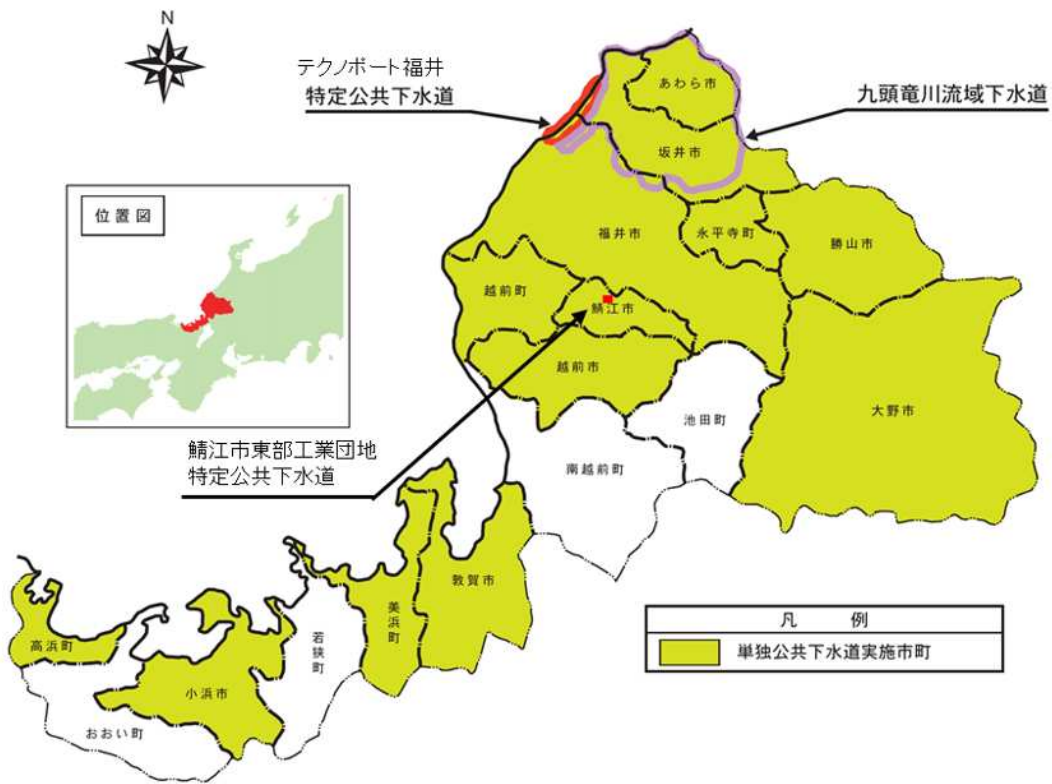 N
テクノポート福井
特定公共下水道
あわら市
九頭竜川流域下水道
坂井市
位置図
福井市
永平寺町
勝山市
越前町
鯖江市
越前市
大野市
池田町
鯖江市東部工業団地
特定公共下水道
南越前町
敦賀市
美浜町
若狭町
高浜町
小浜市
おおい町
凡 例
単独公共下水道実施市町